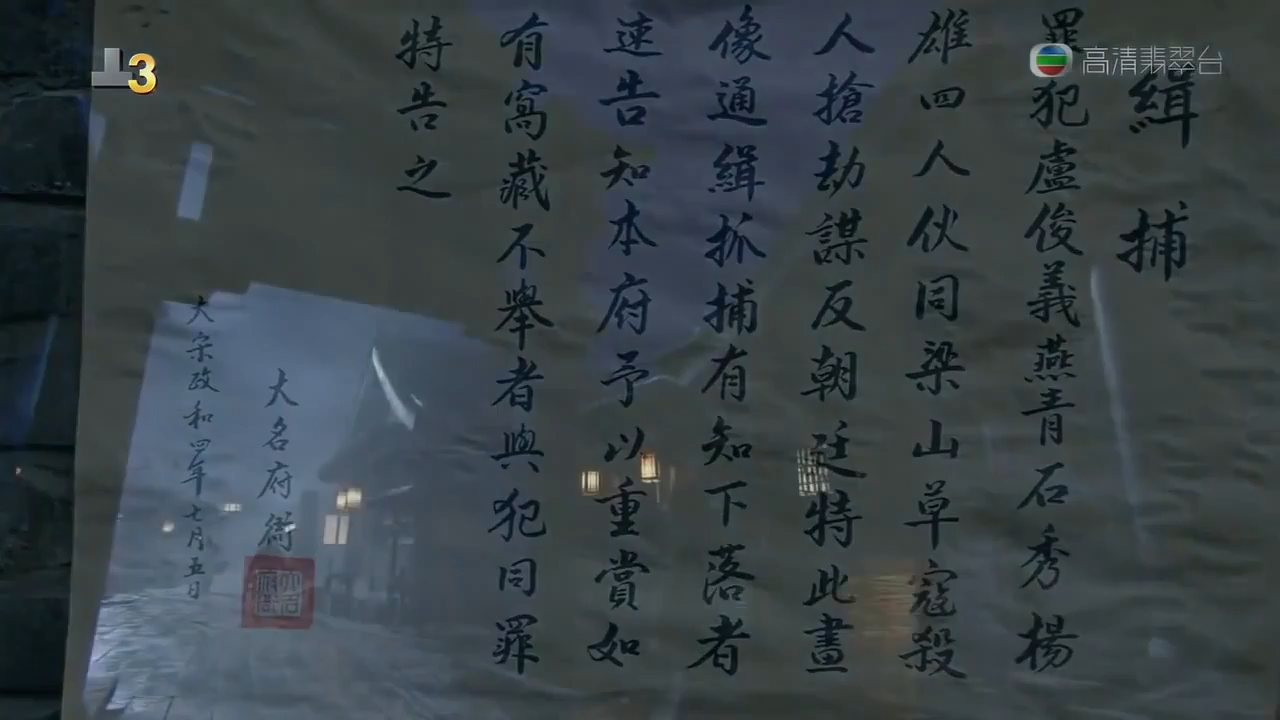 緝捕
罪犯盧俊義燕青石秀楊
雄四人伙同梁山草寇殺
人搶劫謀反朝廷特此畫
像通緝抓捕有知下落者
速告知本府予以重賞如
有窩藏不舉者與犯同罪
特告之
大名府衙
大宋政和四年七月五日
高清翡翠台
3